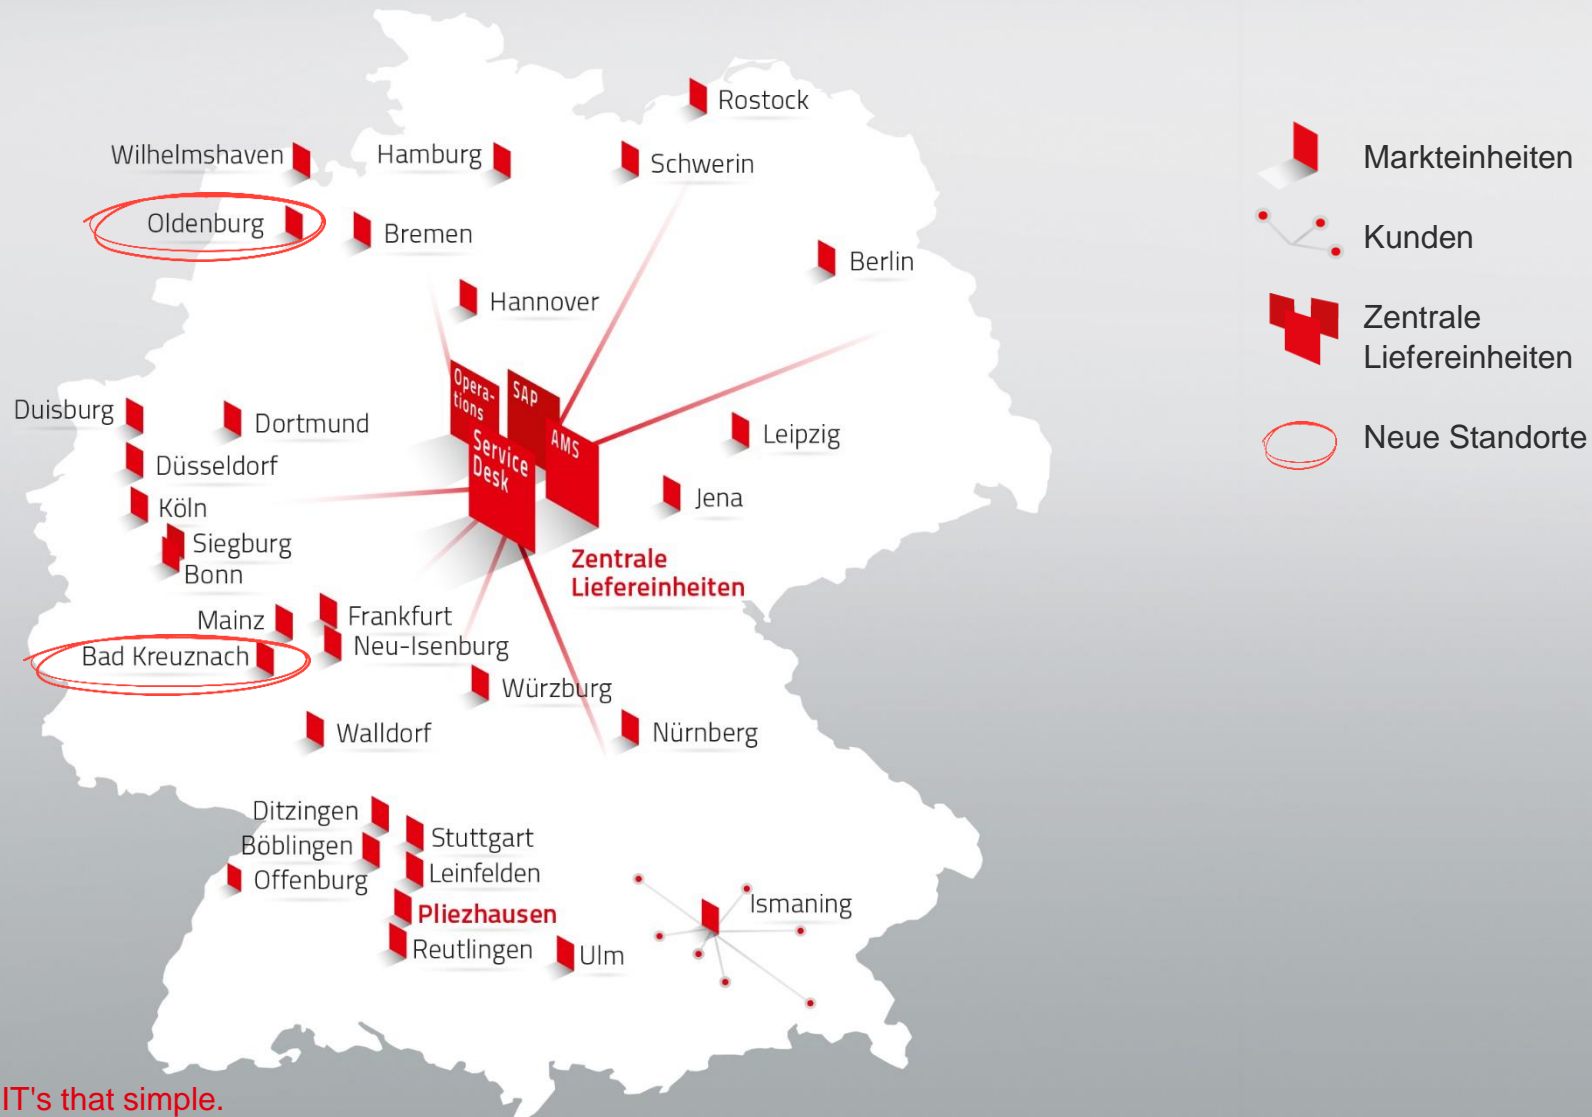 Rostock
Wilhelmshaven
Hamburg
Schwerin
Oldenburg
Bremen
Berlin
Hannover
Opera-
tions
SAP
AMS
Service
Desk
Duisburg
Dortmund
Leipzig
Düsseldorf
Jena
Köln
Siegburg
Bonn
Zentrale
Liefereinheiten
Mainz
Frankfurt
Neu-Isenburg
Bad Kreuznach
Würzburg
Walldorf
Nürnberg
Ditzingen
Stuttgart
Böblingen
Leinfelden
Offenburg
Pliezhausen
Ismaning
Reutlingen
Ulm
Markteinheiten
Kunden
Zentrale
Liefereinheiten
Neue Standorte
IT's that simple.